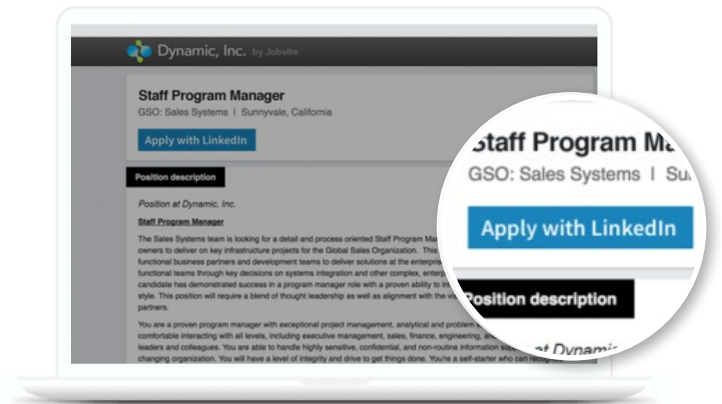 Dynamic, Inc. by Jobvite
Staff Program Manager
GSO: Sales Systems | Sunnyvale, California
Apply with LinkedIn
Position description
Position at Dynamic, Inc.
Staff Program Manager
The Sales Systems team is looking for a detail and process oriented Staff Program Ma
owners to deliver on key infrastructure projects for the Global Sales Organization. This
functional business partners and development teams to deliver solutions at the enterpris
functional teams through key decisions on systems integration and other complex, enterp
candidate has demonstrated success in a program manager role with a proven ability to in
style. This position will require a blend of thought leadership as well as alignment with the vi
partners.
You are a proven program manager with exceptional project management, analytical and problem
comfortable interacting with all levels, including executive management, sales, finance, engineering, an
leaders and colleagues. You are able to handle highly sensitive, confidential, and non-routine information
changing organization. You will have a level of integrity and drive to get things done. You're a self-starter who can
Staff Program Ma
GSO: Sales Systems | Su
Apply with LinkedIn
Position description
at Dynamic